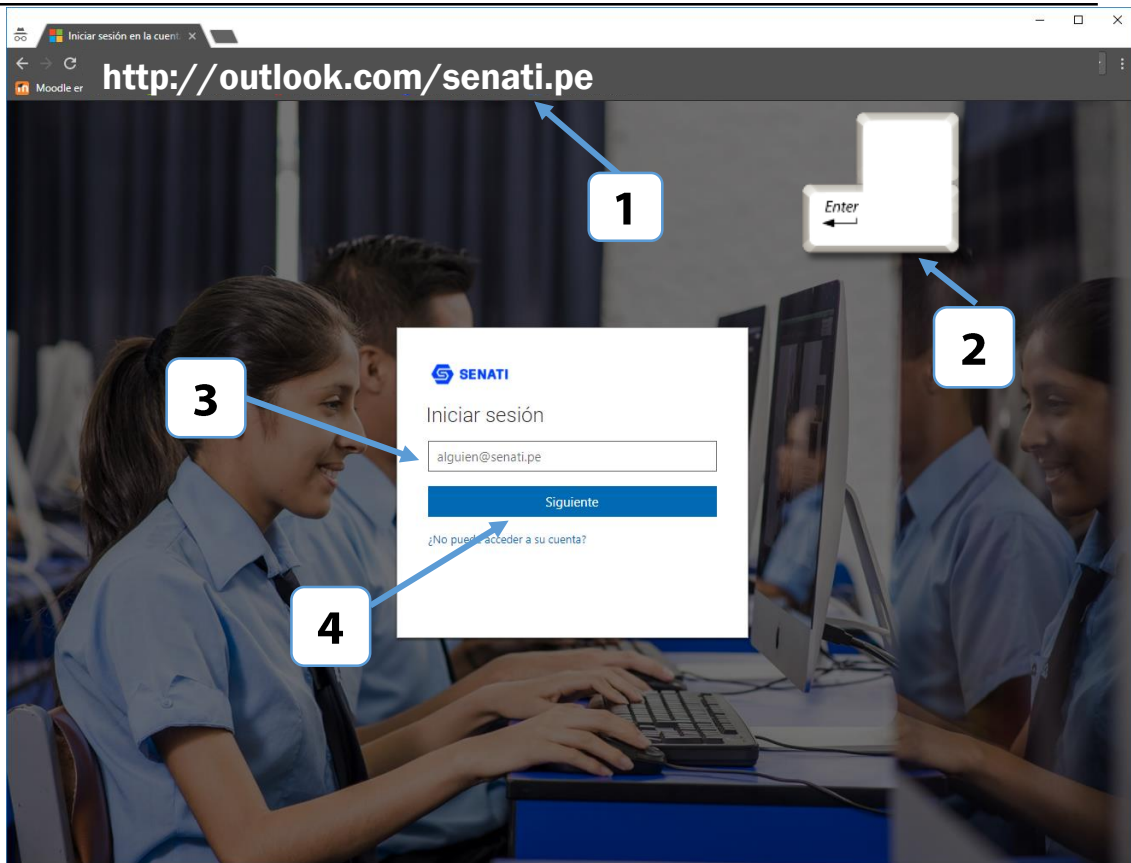 Iniciar sesión en la cuent
Moodle er
http://outlook.com/senati.pe
1
Enter
2
3
SENATI
Iniciar sesión
alguien@senati.pe
Siguiente
¿No puede acceder a su cuenta?
4